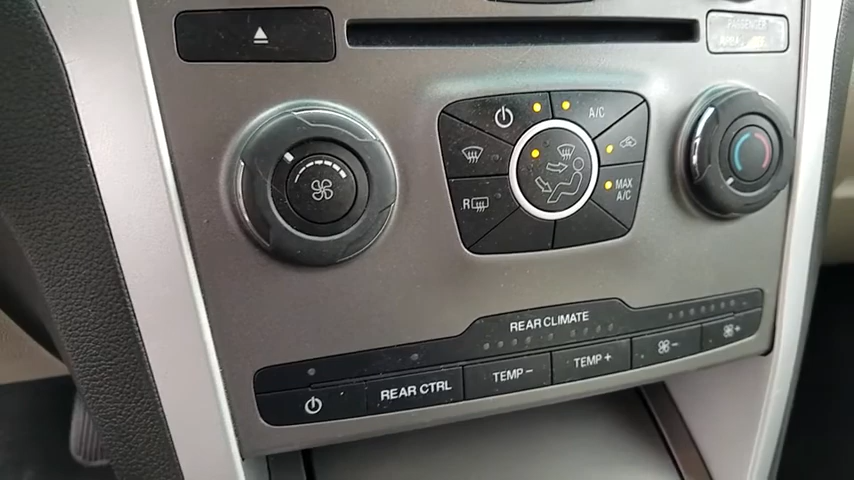 PASSENGER
A/C
MAX
A/C
R
REAR CLIMATE
REAR CTRL
TEMP −
TEMP +
−
+